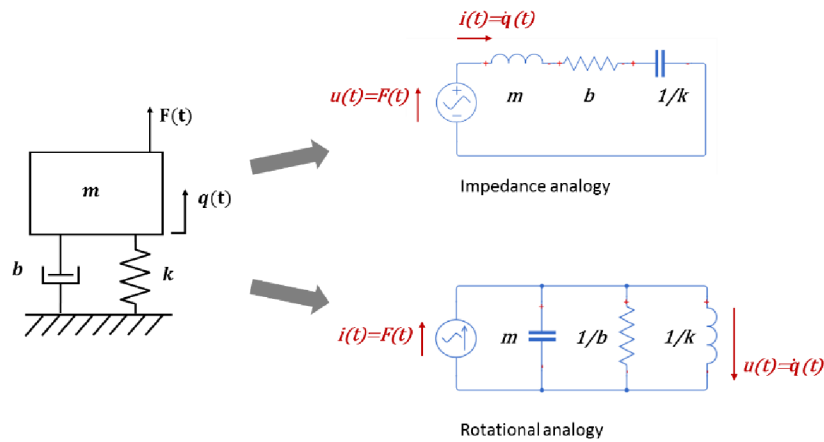 F(t)
m
q(t)
b
k
i(t)=q̇(t)
u(t)=F(t)
m
b
1/k
Impedance analogy
i(t)=F(t)
m
1/b
1/k
u(t)=q̇(t)
Rotational analogy